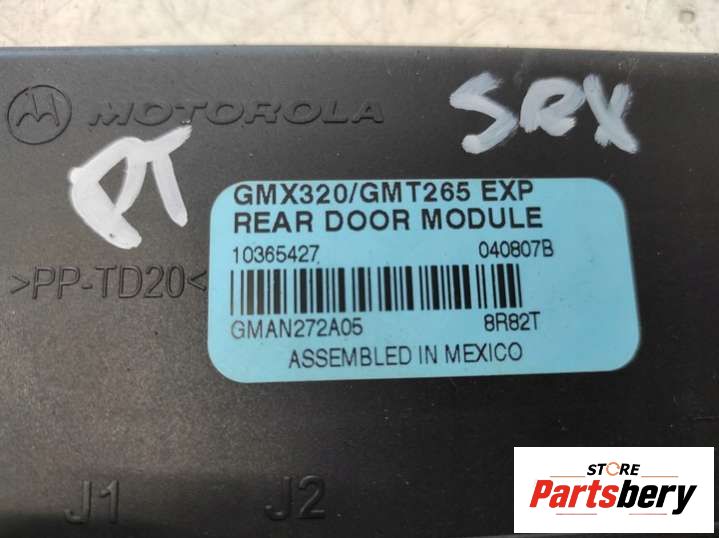 MOTOROLA
PT
SRX
GMX320/GMT265 EXP
REAR DOOR MODULE
10365427 040807B
GMAN272A05 8R82T
ASSEMBLED IN MEXICO
>PP-TD20<
J1 J2
STORE
Partsbery